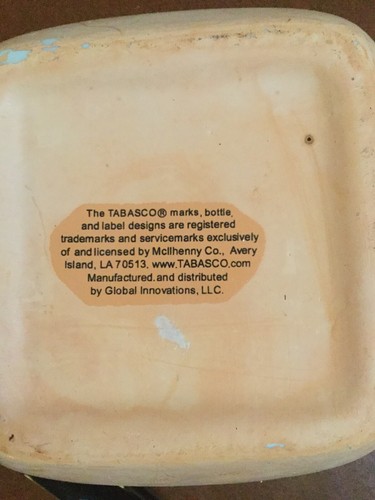 The TABASCO® marks, bottle,
and label designs are registered
trademarks and servicemarks exclusively
of and licensed by McIlhenny Co., Avery
Island, LA 70513. www.TABASCO.com
Manufactured and distributed
by Global Innovations, LLC.